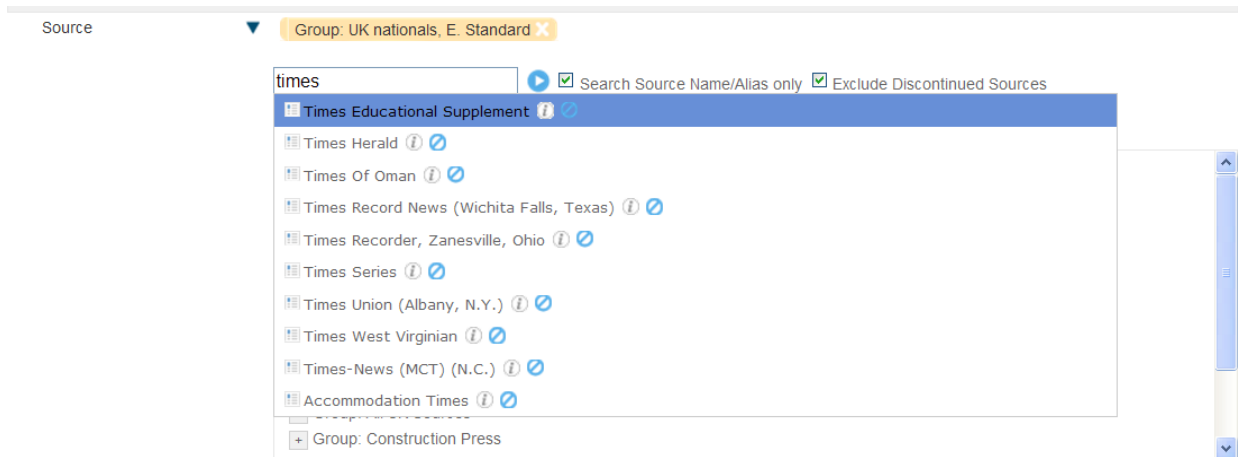 Source
Group: UK nationals, E. Standard
times
Search Source Name/Alias only
Exclude Discontinued Sources
Times Educational Supplement
Times Herald
Times Of Oman
Times Record News (Wichita Falls, Texas)
Times Recorder, Zanesville, Ohio
Times Series
Times Union (Albany, N.Y.)
Times West Virginian
Times-News (MCT) (N.C.)
Accommodation Times
Group: Construction Press